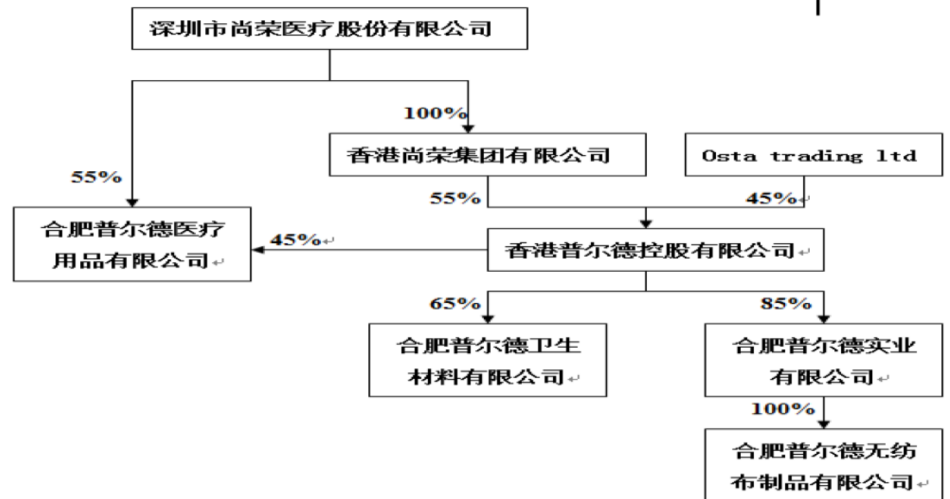 深圳市尚荣医疗股份有限公司
100%
香港尚荣集团有限公司
Osta trading ltd
55%
55%
45%
合肥普尔德医疗
用品有限公司
45%
香港普尔德控股有限公司
65%
85%
合肥普尔德卫生
材料有限公司
合肥普尔德实业
有限公司
100%
合肥普尔德无纺
布制品有限公司